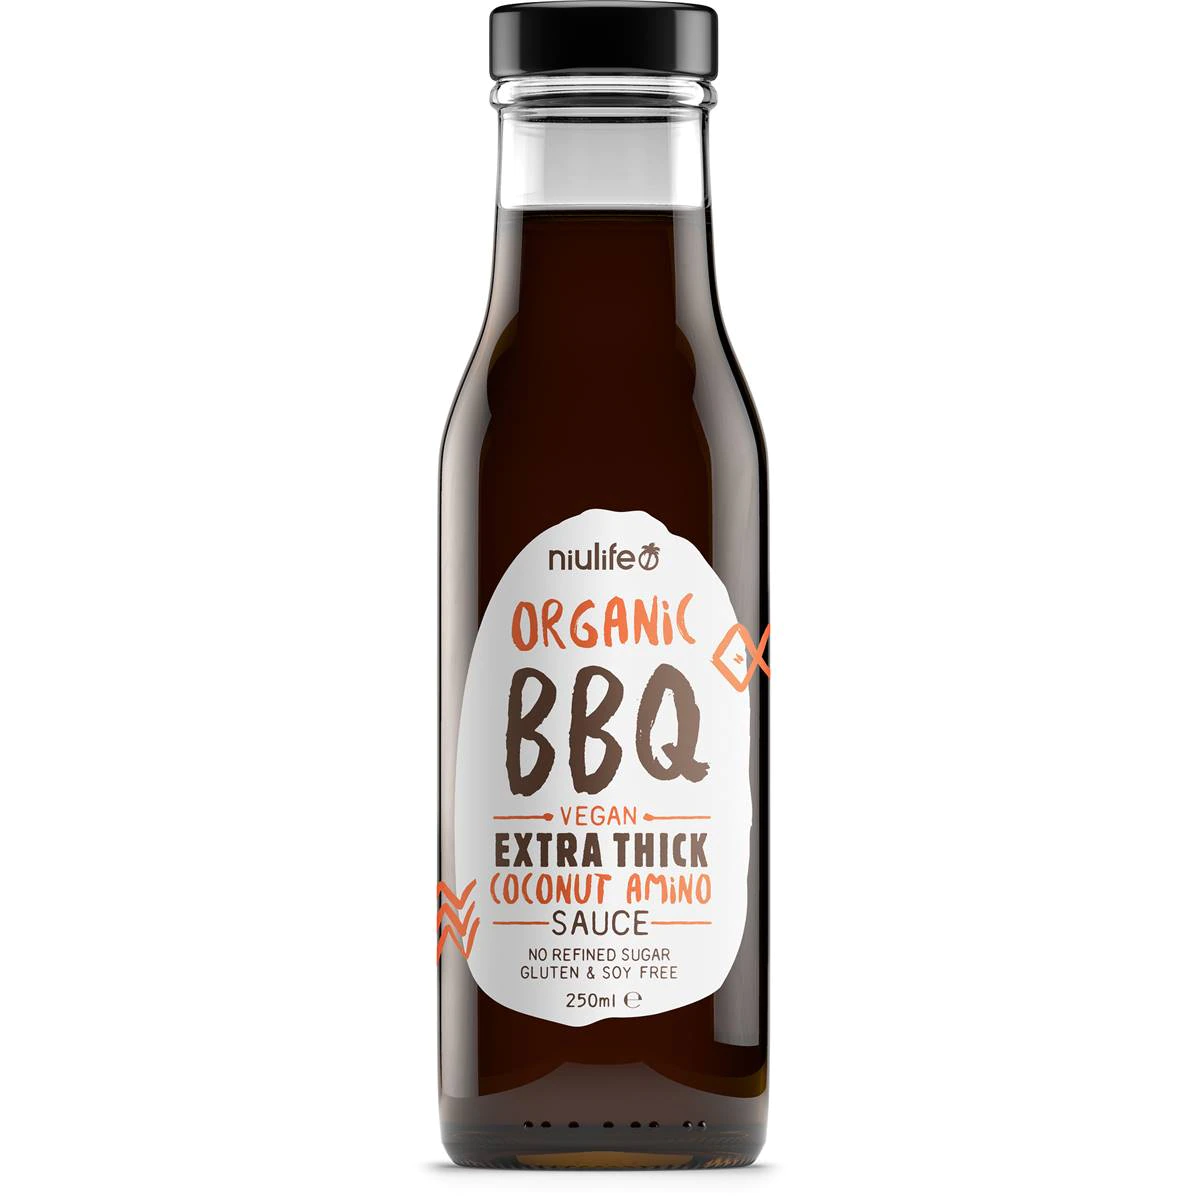 niulife
ORGANiC
BBQ
VEGAN
EXTRA THICK
COCONUT AMiNO
SAUCE
NO REFINED SUGAR
GLUTEN & SOY FREE
250ml ℮